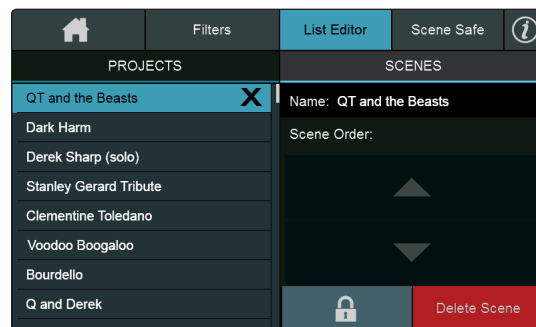 Filters
List Editor
Scene Safe
i
PROJECTS
SCENES
QT and the Beasts X
Dark Harm
Derek Sharp (solo)
Stanley Gerard Tribute
Clementine Toledano
Voodoo Boogaloo
Bourdello
Q and Derek
Name: QT and the Beasts
Scene Order:
Delete Scene